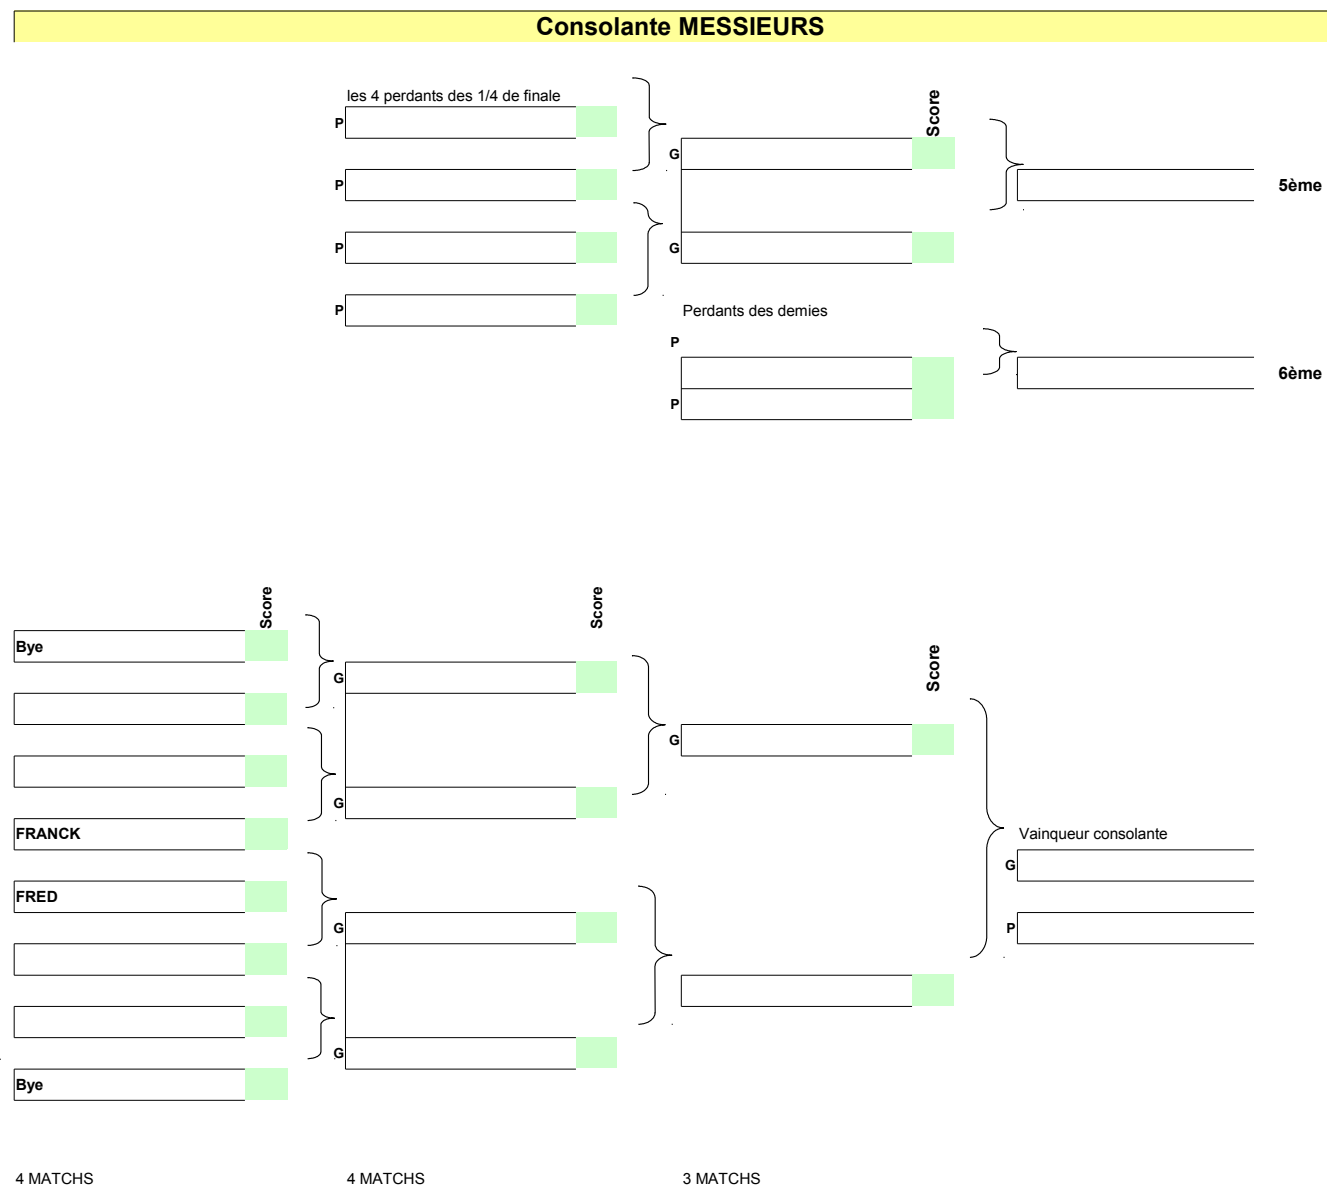 Consolante MESSIEURS
les 4 perdants des 1/4 de finale
Score
P
G
P
5ème
P
G
P
Perdants des demies
P
6ème
P
Score
Score
Bye
Score
G
G
G
FRANCK
Vainqueur consolante
G
FRED
G
P
G
Bye
4 MATCHS
4 MATCHS
3 MATCHS